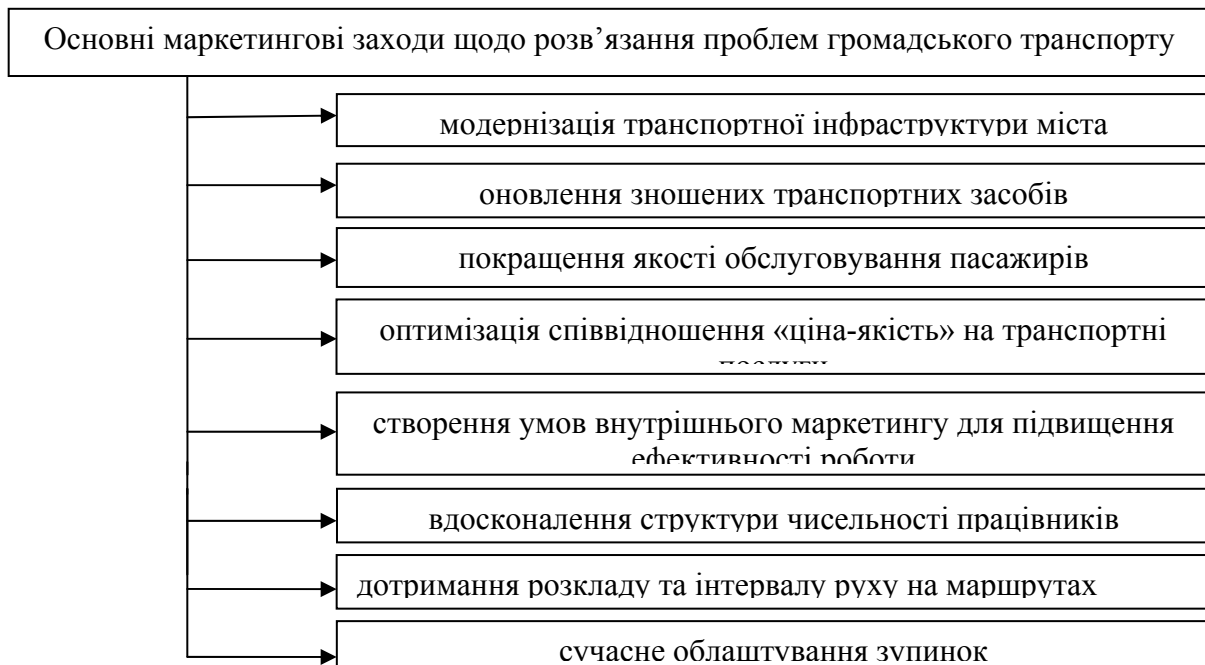 Основні маркетингові заходи щодо розв’язання проблем громадського транспорту
модернізація транспортної інфраструктури міста
оновлення зношених транспортних засобів
покращення якості обслуговування пасажирів
оптимізація співвідношення «ціна-якість» на транспортні
послуги
створення умов внутрішнього маркетингу для підвищення
ефективності роботи
вдосконалення структури чисельності працівників
дотримання розкладу та інтервалу руху на маршрутах
сучасне облаштування зупинок